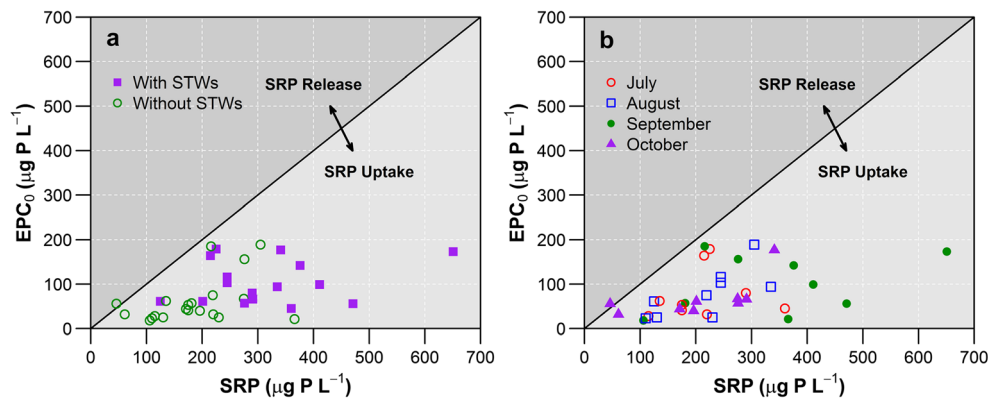 a
With STWs
Without STWs
SRP Release
SRP Uptake
700
600
500
400
300
200
100
0
0 100 200 300 400 500 600 700
EPC₀ (μg P L⁻¹)
SRP (μg P L⁻¹)
b
July
August
September
October
SRP Release
SRP Uptake
700
600
500
400
300
200
100
0
0 100 200 300 400 500 600 700
EPC₀ (μg P L⁻¹)
SRP (μg P L⁻¹)